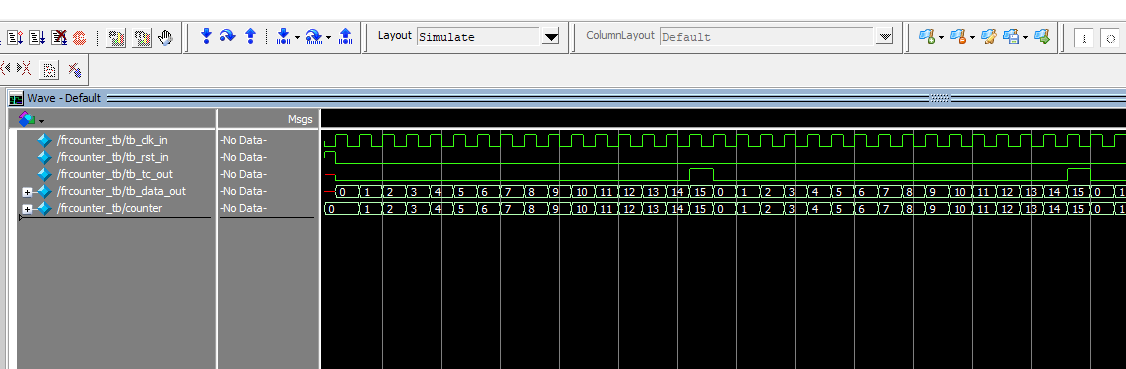 Layout Simulate ColumnLayout Default
Wave - Default
Msgs
/frcounter_tb/tb_clk_in -No Data-
/frcounter_tb/tb_rst_in -No Data-
/frcounter_tb/tb_tc_out -No Data-
/frcounter_tb/tb_data_out -No Data- 0 1 2 3 4 5 6 7 8 9 10 11 12 13 14 15 0 1 2 3 4 5 6 7 8 9 10 11 12 13 14 15 0 1
/frcounter_tb/counter -No Data- 0 1 2 3 4 5 6 7 8 9 10 11 12 13 14 15 0 1 2 3 4 5 6 7 8 9 10 11 12 13 14 15 0 1